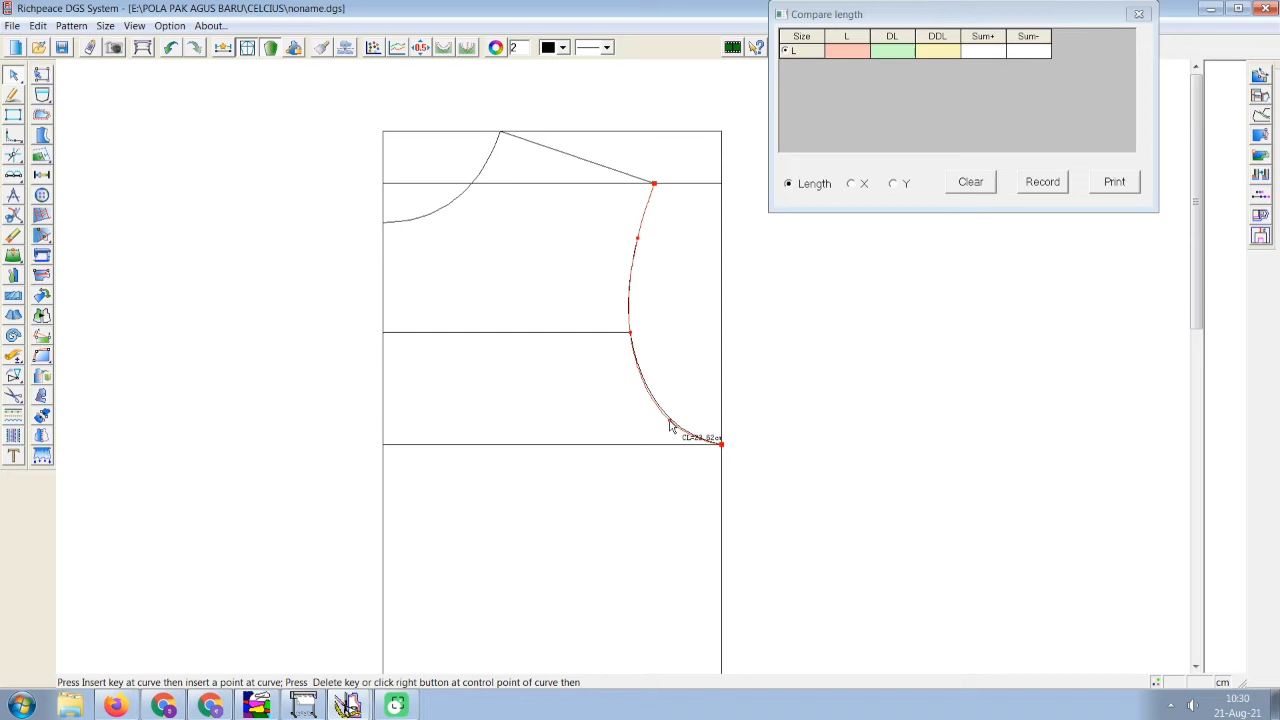 Richpeace DGS System - [E:\POLA PAK AGUS BARU\CELCIUS\noname.dgs]
File Edit Pattern Size View Option About...
2
Compare length
Size L DL DDL Sum+ Sum-
L
Length X Y Clear Record Print
Press Insert key at curve then insert a point at curve; Press Delete key or click right button at control point of curve then
cm
10:30
21-Aug-21